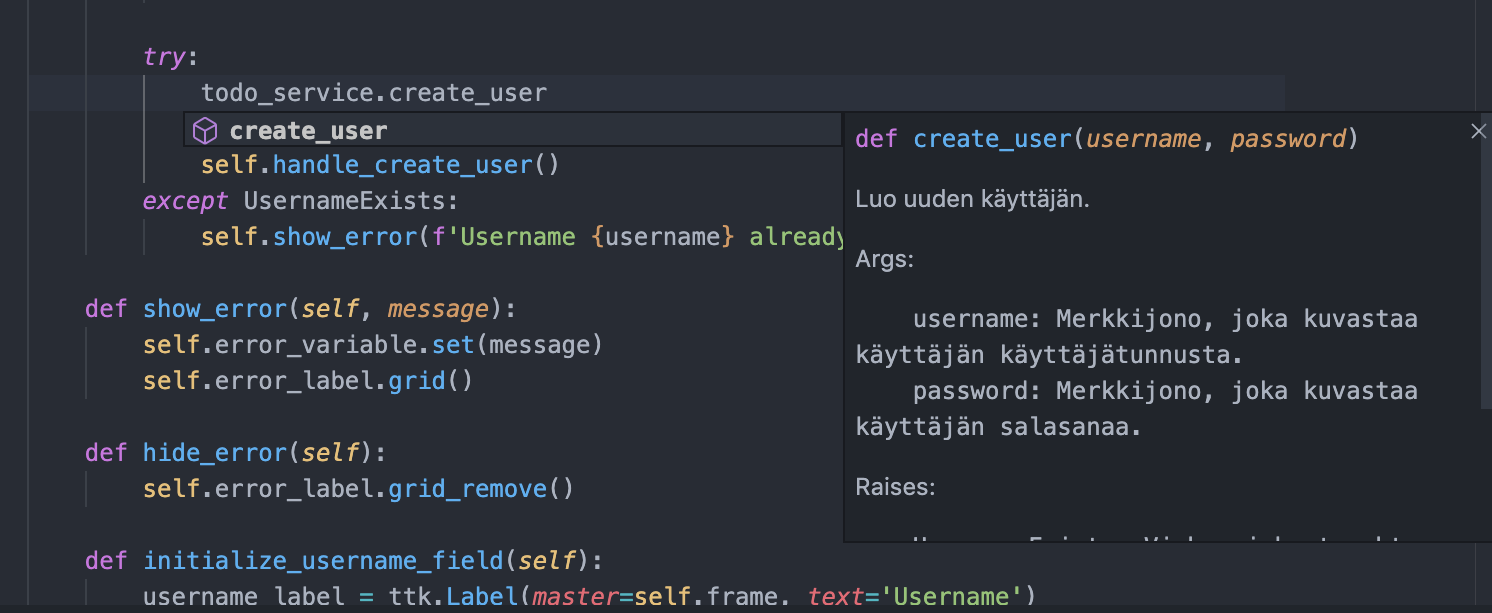 try:
todo_service.create_user
create_user
self.handle_create_user()
except UsernameExists:
self.show_error(f'Username {username} already
def show_error(self, message):
self.error_variable.set(message)
self.error_label.grid()
def hide_error(self):
self.error_label.grid_remove()
def initialize_username_field(self):
username_label = ttk.Label(master=self.frame, text='Username')
def create_user(username, password)
Luo uuden käyttäjän.
Args:
username: Merkkijono, joka kuvastaa
käyttäjän käyttäjätunnusta.
password: Merkkijono, joka kuvastaa
käyttäjän salasanaa.
Raises: